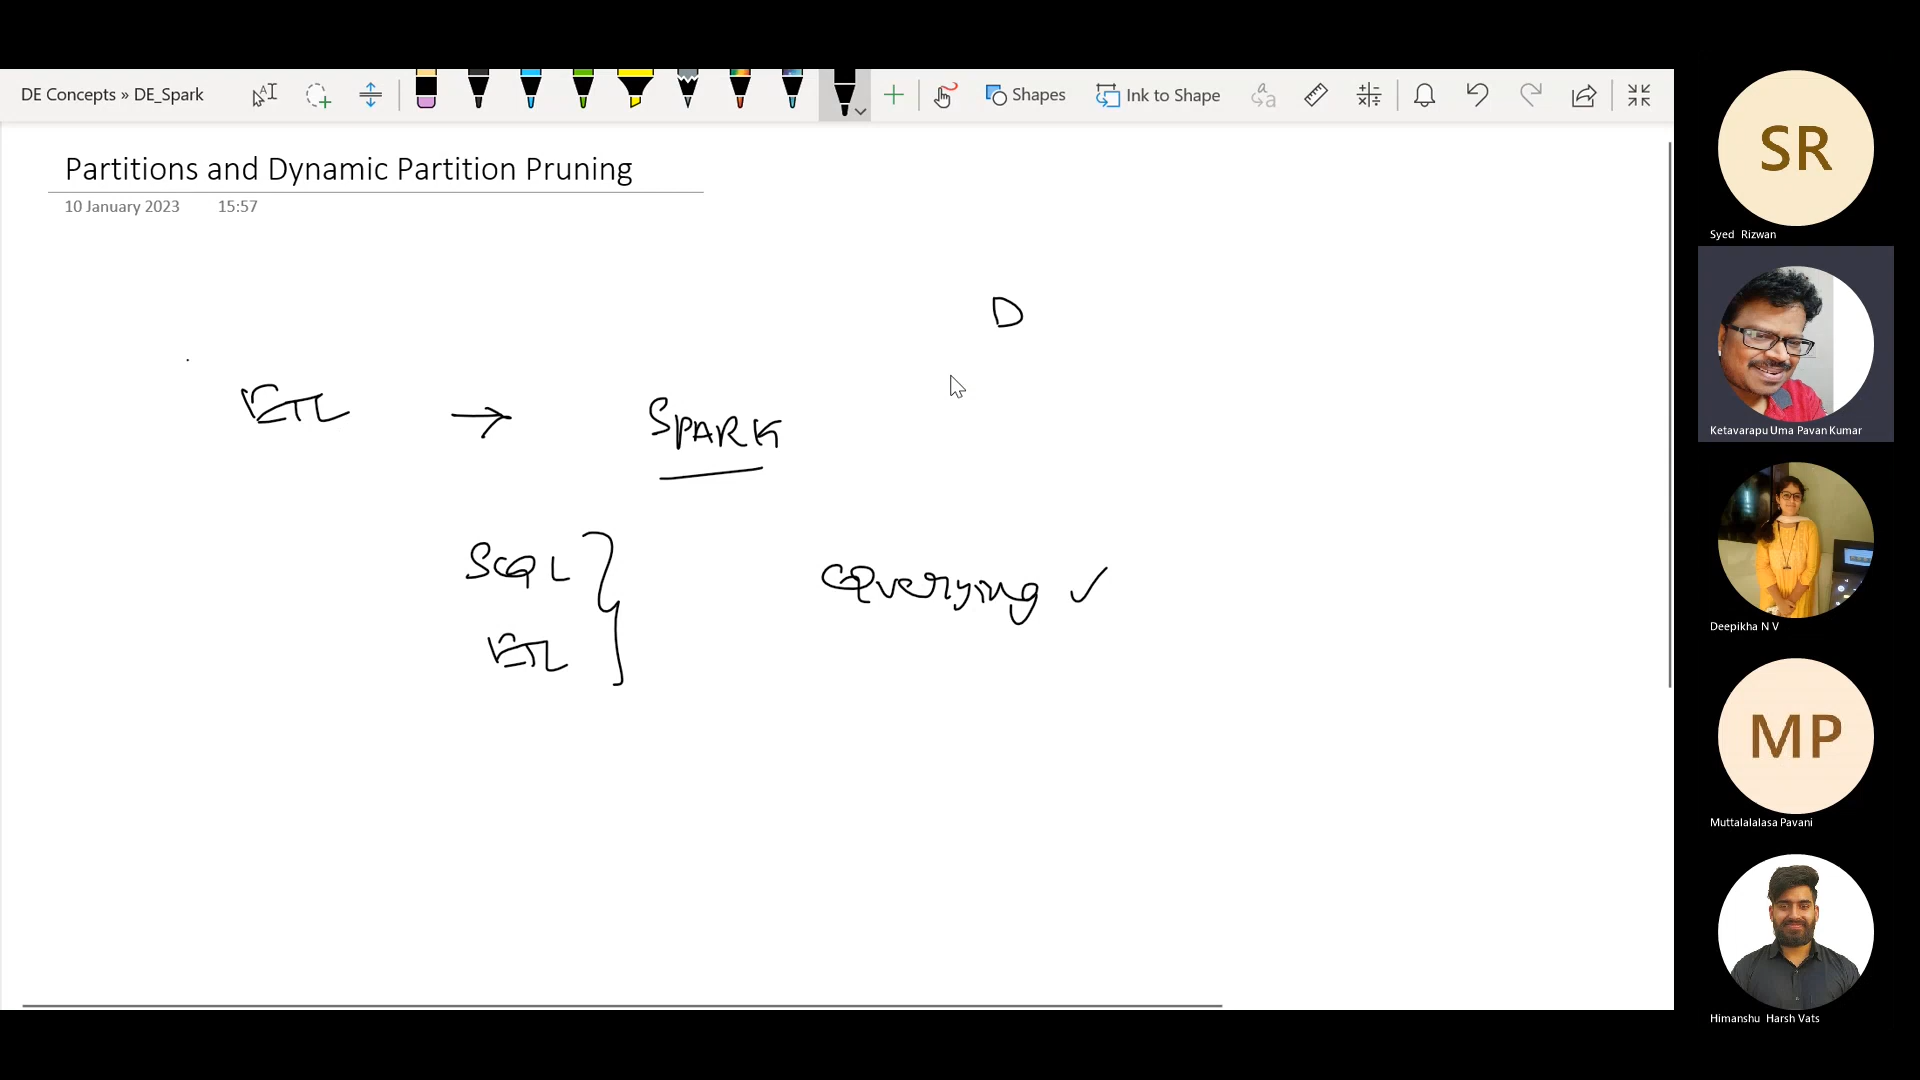 DE Concepts » DE_Spark
Shapes
Ink to Shape
Partitions and Dynamic Partition Pruning
10 January 2023 15:57
D
ETL → SPARK
SQL
Querying ✓
ETL
SR
Syed Rizwan
Ketavarapu Uma Pavan Kumar
Deepikha N V
MP
Muttalalalasa Pavani
Himanshu Harsh Vats